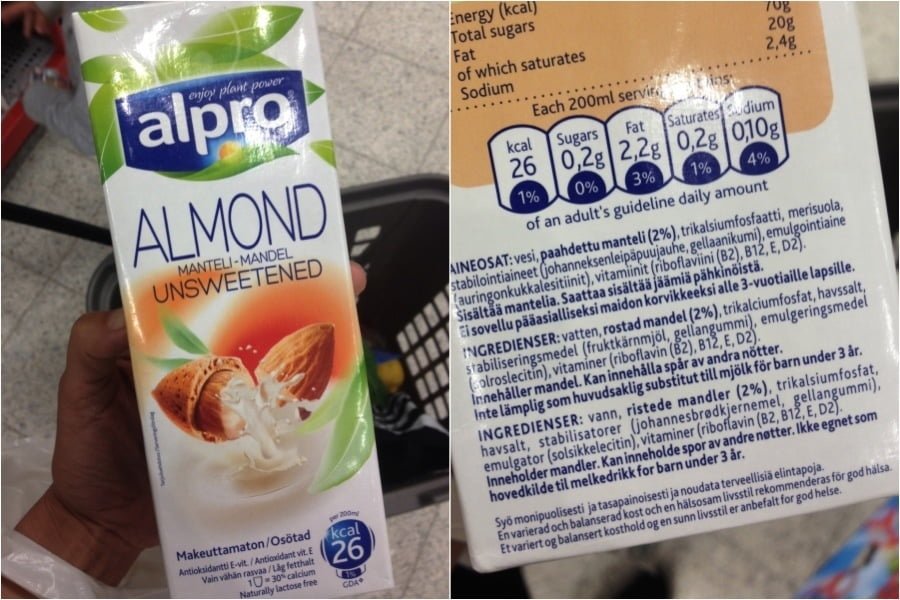 enjoy plant power
alpro
ALMOND
MANTELI-MANDEL
UNSWEETENED
Makeuttamaton/Osötad
Antioksidantti E-vit. / Antioxidant vit. E
Vain vähän rasvaa / Låg fetthalt
1 = 30% calcium
Naturally lactose free
per 200ml
kcal
26
1%
GDA
Energy (kcal)
Total sugars
Fat
of which saturates
Sodium
70g
20g
2,4g
Each 200ml serving
kcal
26
1%
Sugars
0,2g
0%
Fat
2,2g
3%
Saturates
0,2g
1%
Sodium
0,10g
4%
of an adult's guideline daily amount
AINEOSAT: vesi, paahdettu manteli (2%), trikalsiumfosfaatti, merisuola,
stabilointiaineet (johanneksenleipäpuujauhe, gellaanikumi), emulgointiaine
(auringonkukkalesitiinit), vitamiinit (riboflaviini (B2), B12, E, D2).
Sisältää mantelia. Saattaa sisältää jäämiä pähkinöistä.
Ei sovellu pääasialliseksi maidon korvikkeeksi alle 3-vuotiaille lapsille.
INGREDIENSER: vatten, rostad mandel (2%), trikalciumfosfat, havssalt,
stabiliseringsmedel (fruktkärnmjöl, gellangummi), emulgeringsmedel
(solroslecitin), vitaminer (riboflavin (B2), B12, E, D2).
Innehåller mandel. Kan innehålla spår av andra nötter.
Inte lämplig som huvudsaklig substitut till mjölk för barn under 3 år.
INGREDIENSER: vann, ristede mandler (2%), trikalsiumfosfat,
havsalt, stabilisatorer (johannesbrødkjernemel, gellangummi),
emulgator (solsikkelecitin), vitaminer (riboflavin (B2, B12, E, D2).
Inneholder mandler. Kan inneholde spor av andre nøtter. Ikke egnet som
hovedkilde til melkedrikk for barn under 3 år.
Syö monipuolisesti ja tasapainoisesti ja noudata terveellisiä elintapoja.
En varierad och balanserad kost och en hälsosam livsstil rekommenderas för god hälsa.
Et variert og balansert kosthold og en sunn livsstil er anbefalt for god helse.